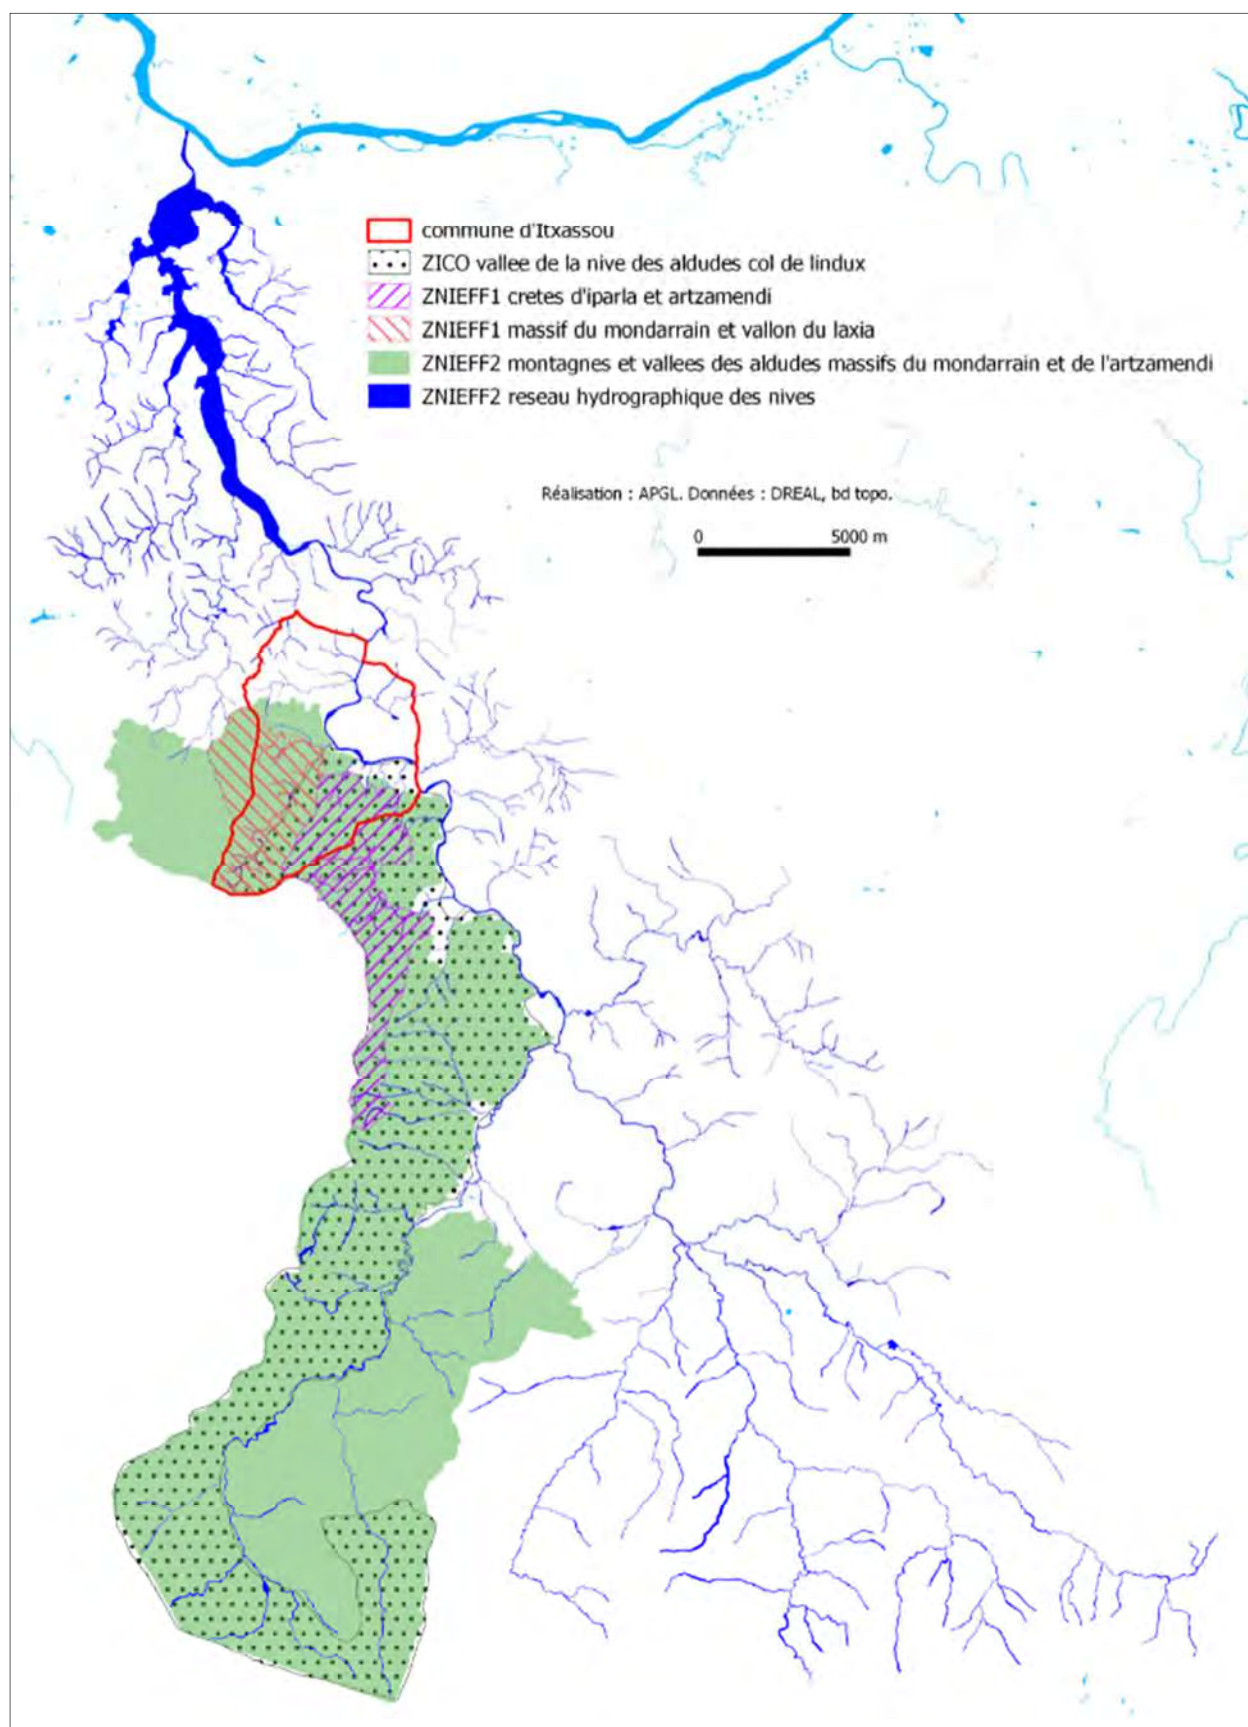 commune d'Itxassou
ZICO vallee de la nive des aldudes col de lindux
ZNIEFF1 cretes d'iparla et artzamendi
ZNIEFF1 massif du mondarrain et vallon du laxia
ZNIEFF2 montagnes et vallees des aldudes massifs du mondarrain et de l'artzamendi
ZNIEFF2 reseau hydrographique des nives
Réalisation : APGL. Données : DREAL, bd topo.
0 5000 m